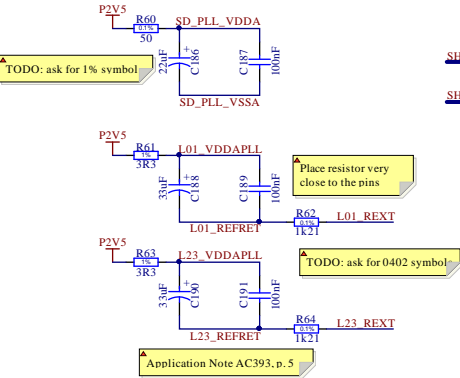 P2V5
R60
0.1%
50
SD_PLL_VDDA
22uF
+
C186
C187
100nF
SD_PLL_VSSA
TODO: ask for 1% symbol
SH
SH
P2V5
R61
1%
3R3
L01_VDDAPLL
33uF
+
C188
C189
100nF
Place resistor very
close to the pins
L01_REFRET
R62
0.1%
1k21
L01_REXT
P2V5
R63
1%
3R3
L23_VDDAPLL
33uF
+
C190
C191
100nF
TODO: ask for 0402 symbol
L23_REFRET
R64
0.1%
1k21
L23_REXT
Application Note AC393, p. 5